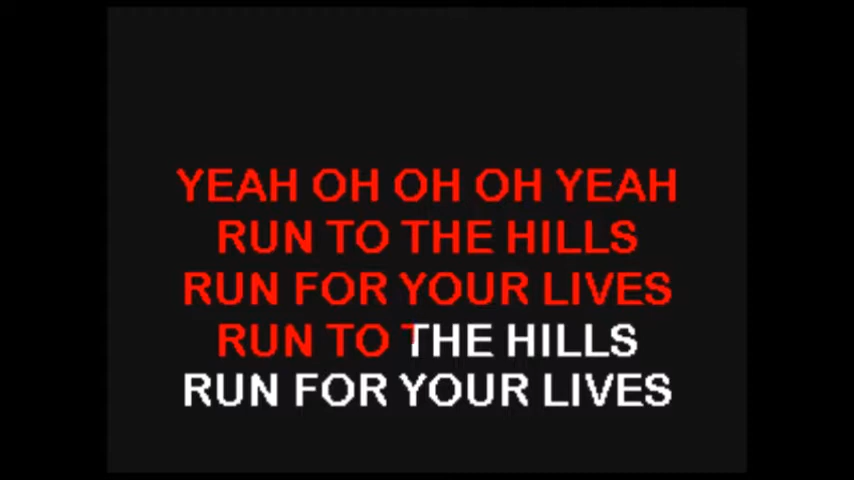 YEAH OH OH OH YEAH
RUN TO THE HILLS
RUN FOR YOUR LIVES
RUN TO THE HILLS
RUN FOR YOUR LIVES